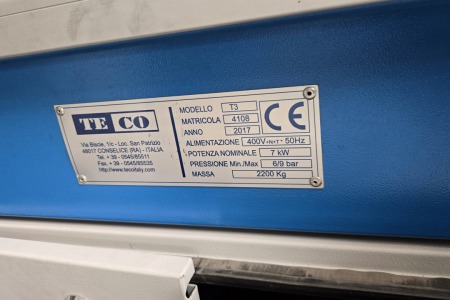 TE CO
Via Biscie, 1/c - Loc. San Patrizio
48017 CONSELICE (RA) - ITALIA
Tel. + 39 - 0545/85511
Fax. + 39 - 0545/85535
http://www.tecoitaly.com
MODELLO T3
MATRICOLA 4108
ANNO 2017
ALIMENTAZIONE 400V+N+T - 50Hz
POTENZA NOMINALE 7 kW
PRESSIONE Min./Max 6/9 bar
MASSA 2200 Kg
CE